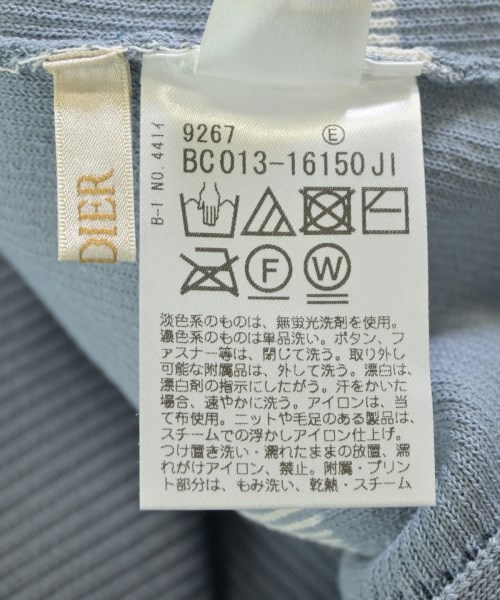 9267 Ⓔ
BC013-16150JI
B-1 NO. 441イ
DIER
F W
淡色系のものは、無蛍光洗剤を使用。
濃色系のものは単品洗い。ボタン、フ
ァスナー等は、閉じて洗う。取り外し
可能な附属品は、外して洗う。漂白は、
漂白剤の指示にしたがう。汗をかいた
場合、速やかに洗う。アイロンは、当
て布使用。ニットや毛足のある製品は、
スチームでの浮かしアイロン仕上げ。
つけ置き洗い・濡れたままの放置、濡
れがけアイロン、禁止。附属・プリン
ト部分は、もみ洗い、乾熱・スチーム